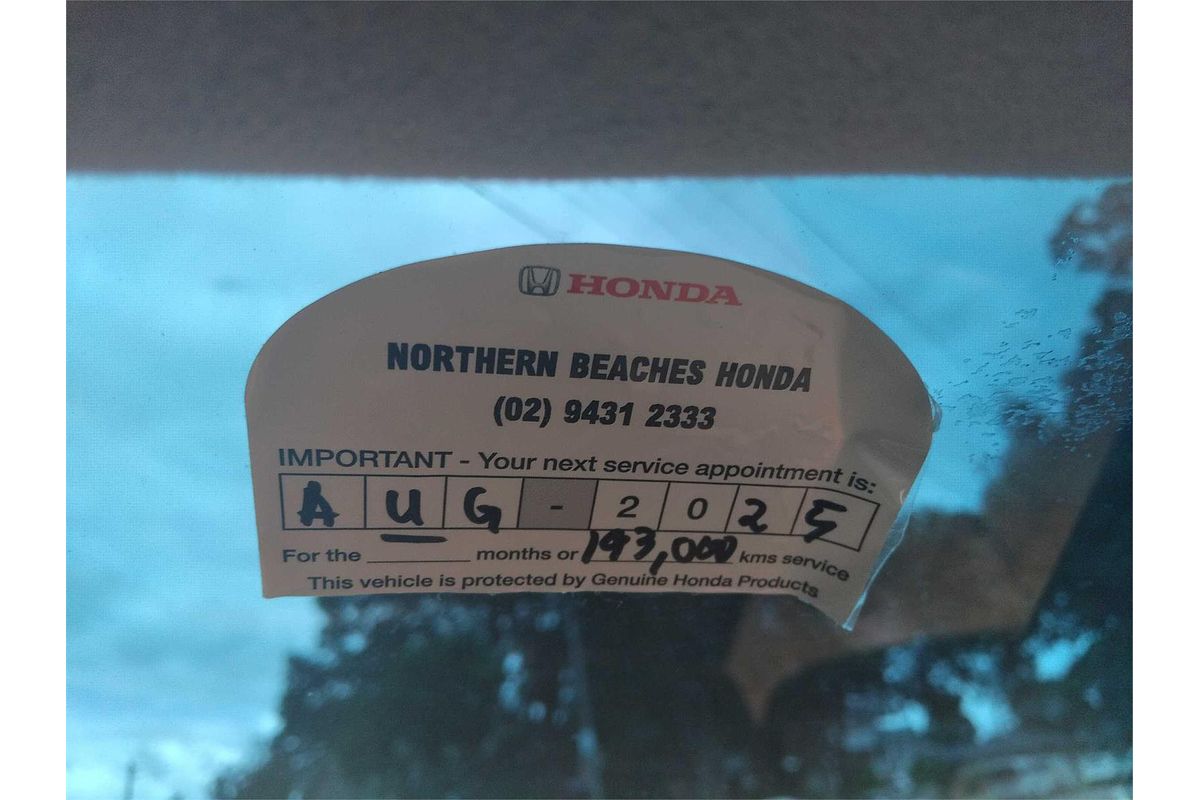 HONDA
NORTHERN BEACHES HONDA
(02) 9431 2333
IMPORTANT - Your next service appointment is:
AUG - 2025
For the ________ months or 193,000 kms service
This vehicle is protected by Genuine Honda Products